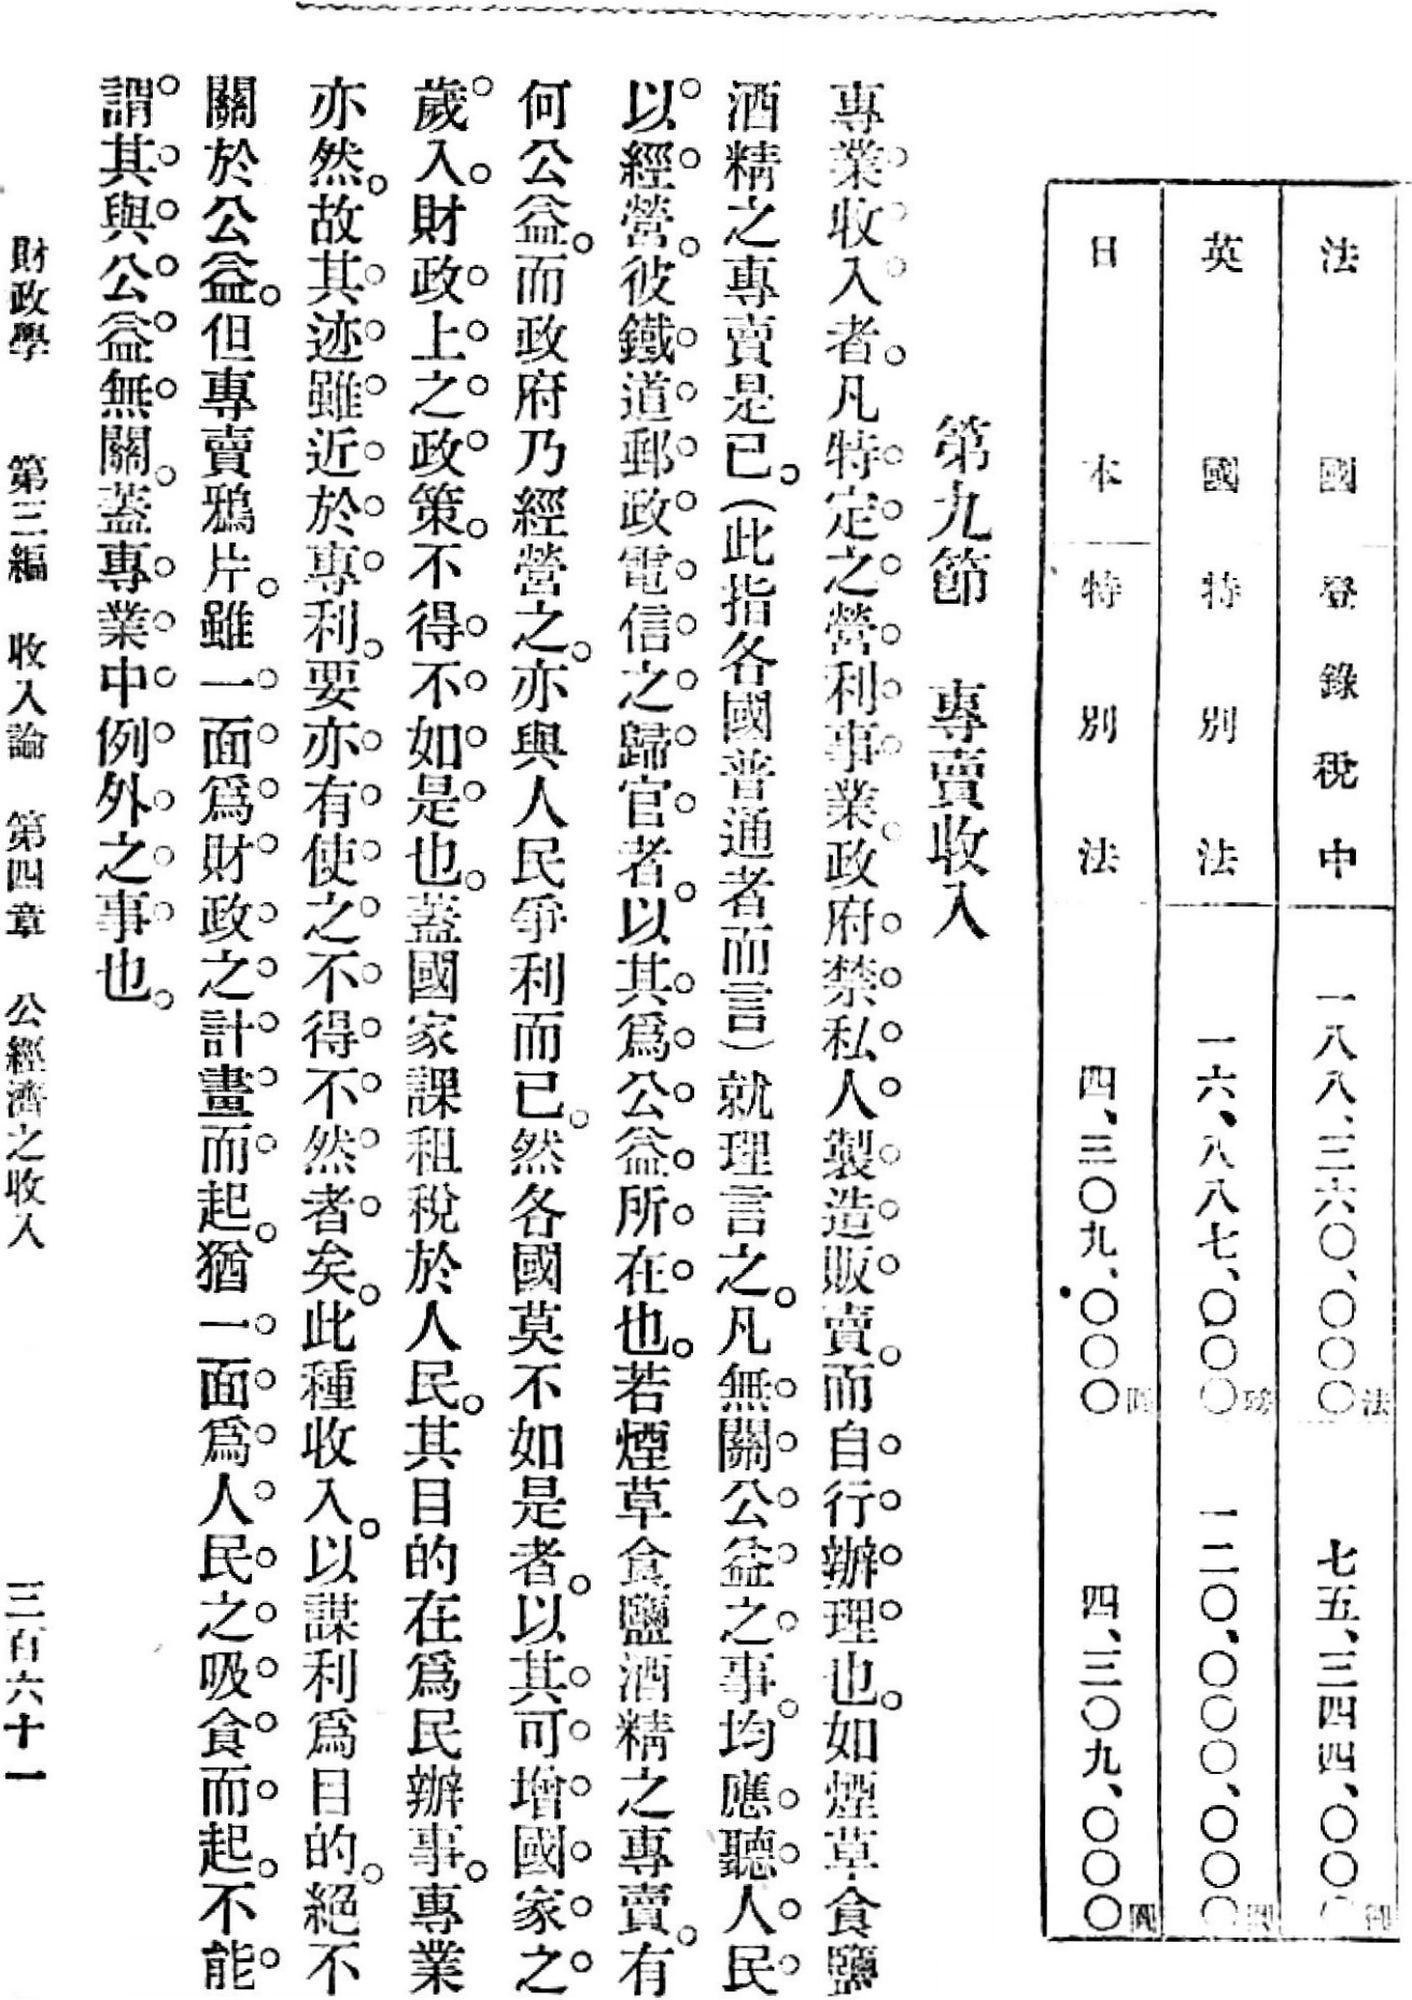 法國登錄稅中 一八八、三六〇、〇〇〇法 七五、三四四、〇〇〇圓
英國特別法 一六、八八七、〇〇〇磅 一二〇、〇〇〇、〇〇〇圓
日本特別法 四、三〇九、〇〇〇圓 四、三〇九、〇〇〇圓
第九節 專賣收入
專業收入者。凡特定之營利事業政府禁私人製造販賣。而自行辦理也。如煙草食鹽
酒精之專賣是已。(此指各國普通者而言)就理言之。凡無關公益之事。均應聽人民
以經營。彼鐵道郵政電信之歸官者。以其爲公益所在也。若煙草食鹽酒精之專賣。有
何公益。而政府乃經營之。亦與人民爭利而已。然各國莫不如是者。以其可增國家之
歲入。財政上之政策。不得不如是也。蓋國家課租稅於人民。其目的在爲民辦事。專業
亦然。故其迹雖近於專利。要亦有使之不得不然者矣。此種收入。以謀利爲目的。絕不
關於公益。但專賣鴉片。雖一面爲財政之計畫而起。猶一面爲人民之吸食而起。不能
謂其與公益無關。蓋專業中例外之事也。
財政學 第三編 收入論 第四章 公經濟之收入 三百六十一